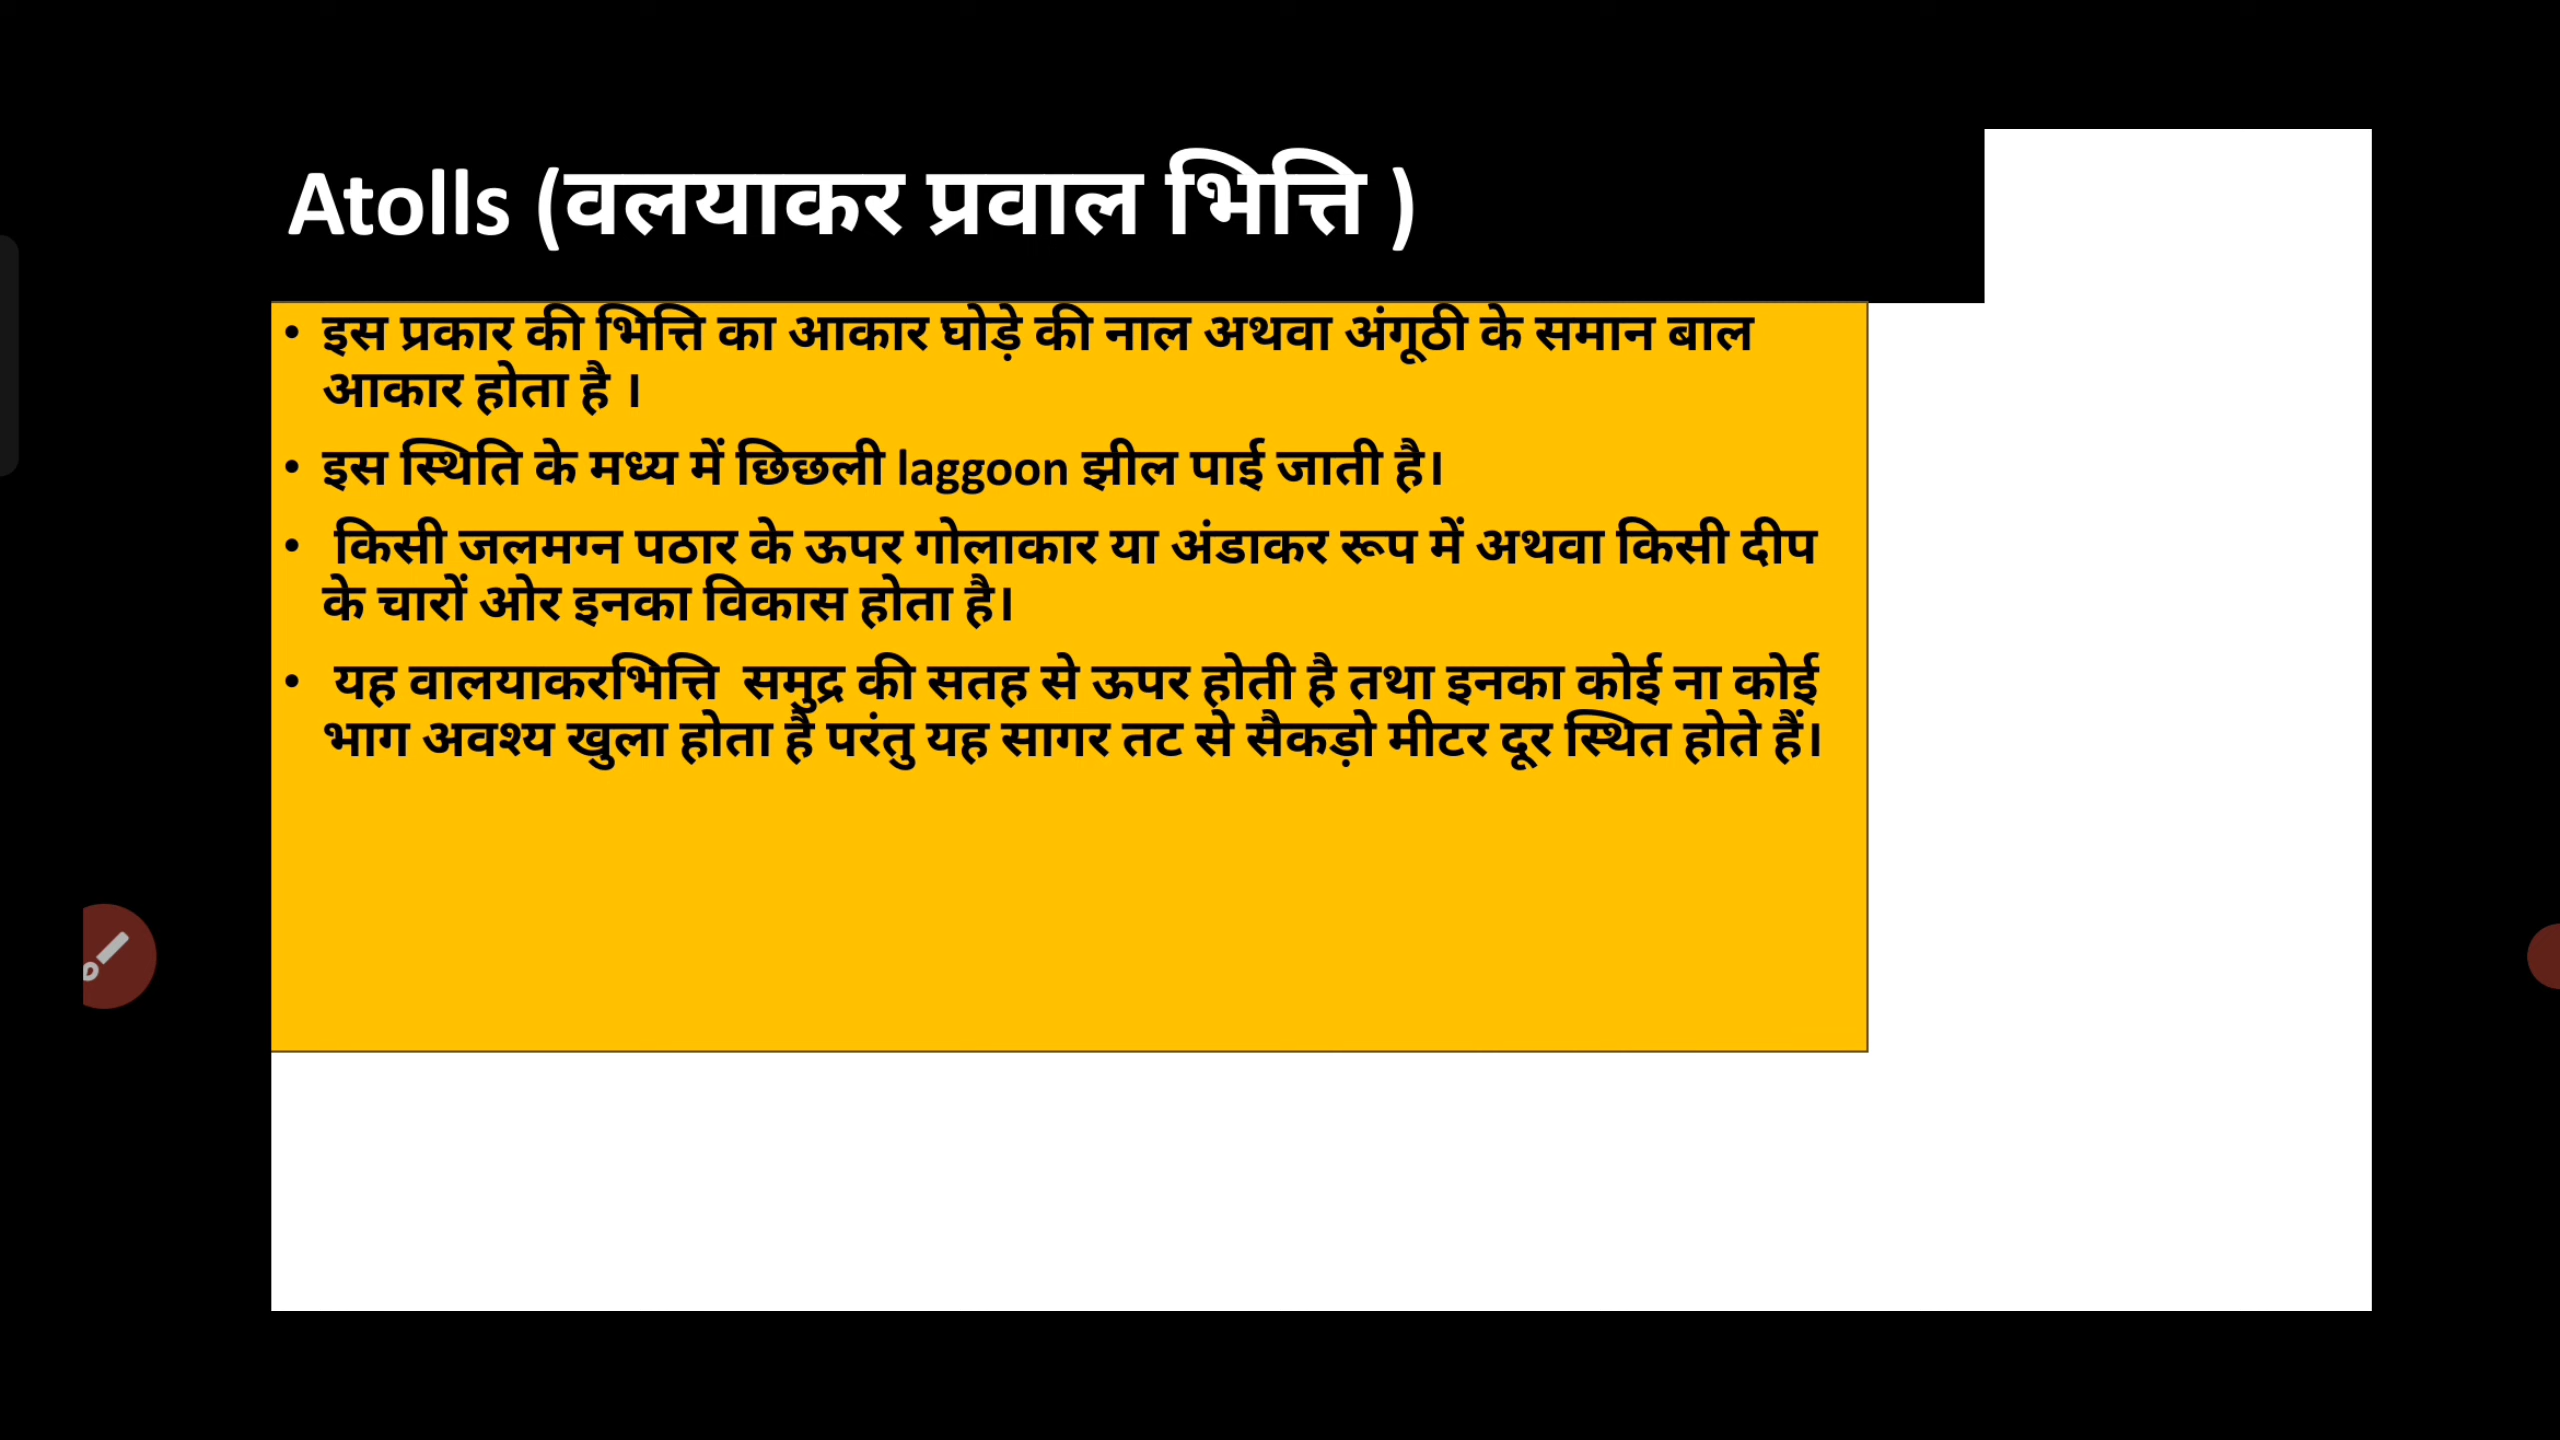 Atolls (वलयाकर प्रवाल भित्ति )
• इस प्रकार की भित्ति का आकार घोड़े की नाल अथवा अंगूठी के समान बाल
आकार होता है ।
• इस स्थिति के मध्य में छिछली laggoon झील पाई जाती है।
• किसी जलमग्न पठार के ऊपर गोलाकार या अंडाकर रूप में अथवा किसी दीप
के चारों ओर इनका विकास होता है।
• यह वालयाकरभित्ति समुद्र की सतह से ऊपर होती है तथा इनका कोई ना कोई
भाग अवश्य खुला होता है परंतु यह सागर तट से सैकड़ो मीटर दूर स्थित होते हैं।